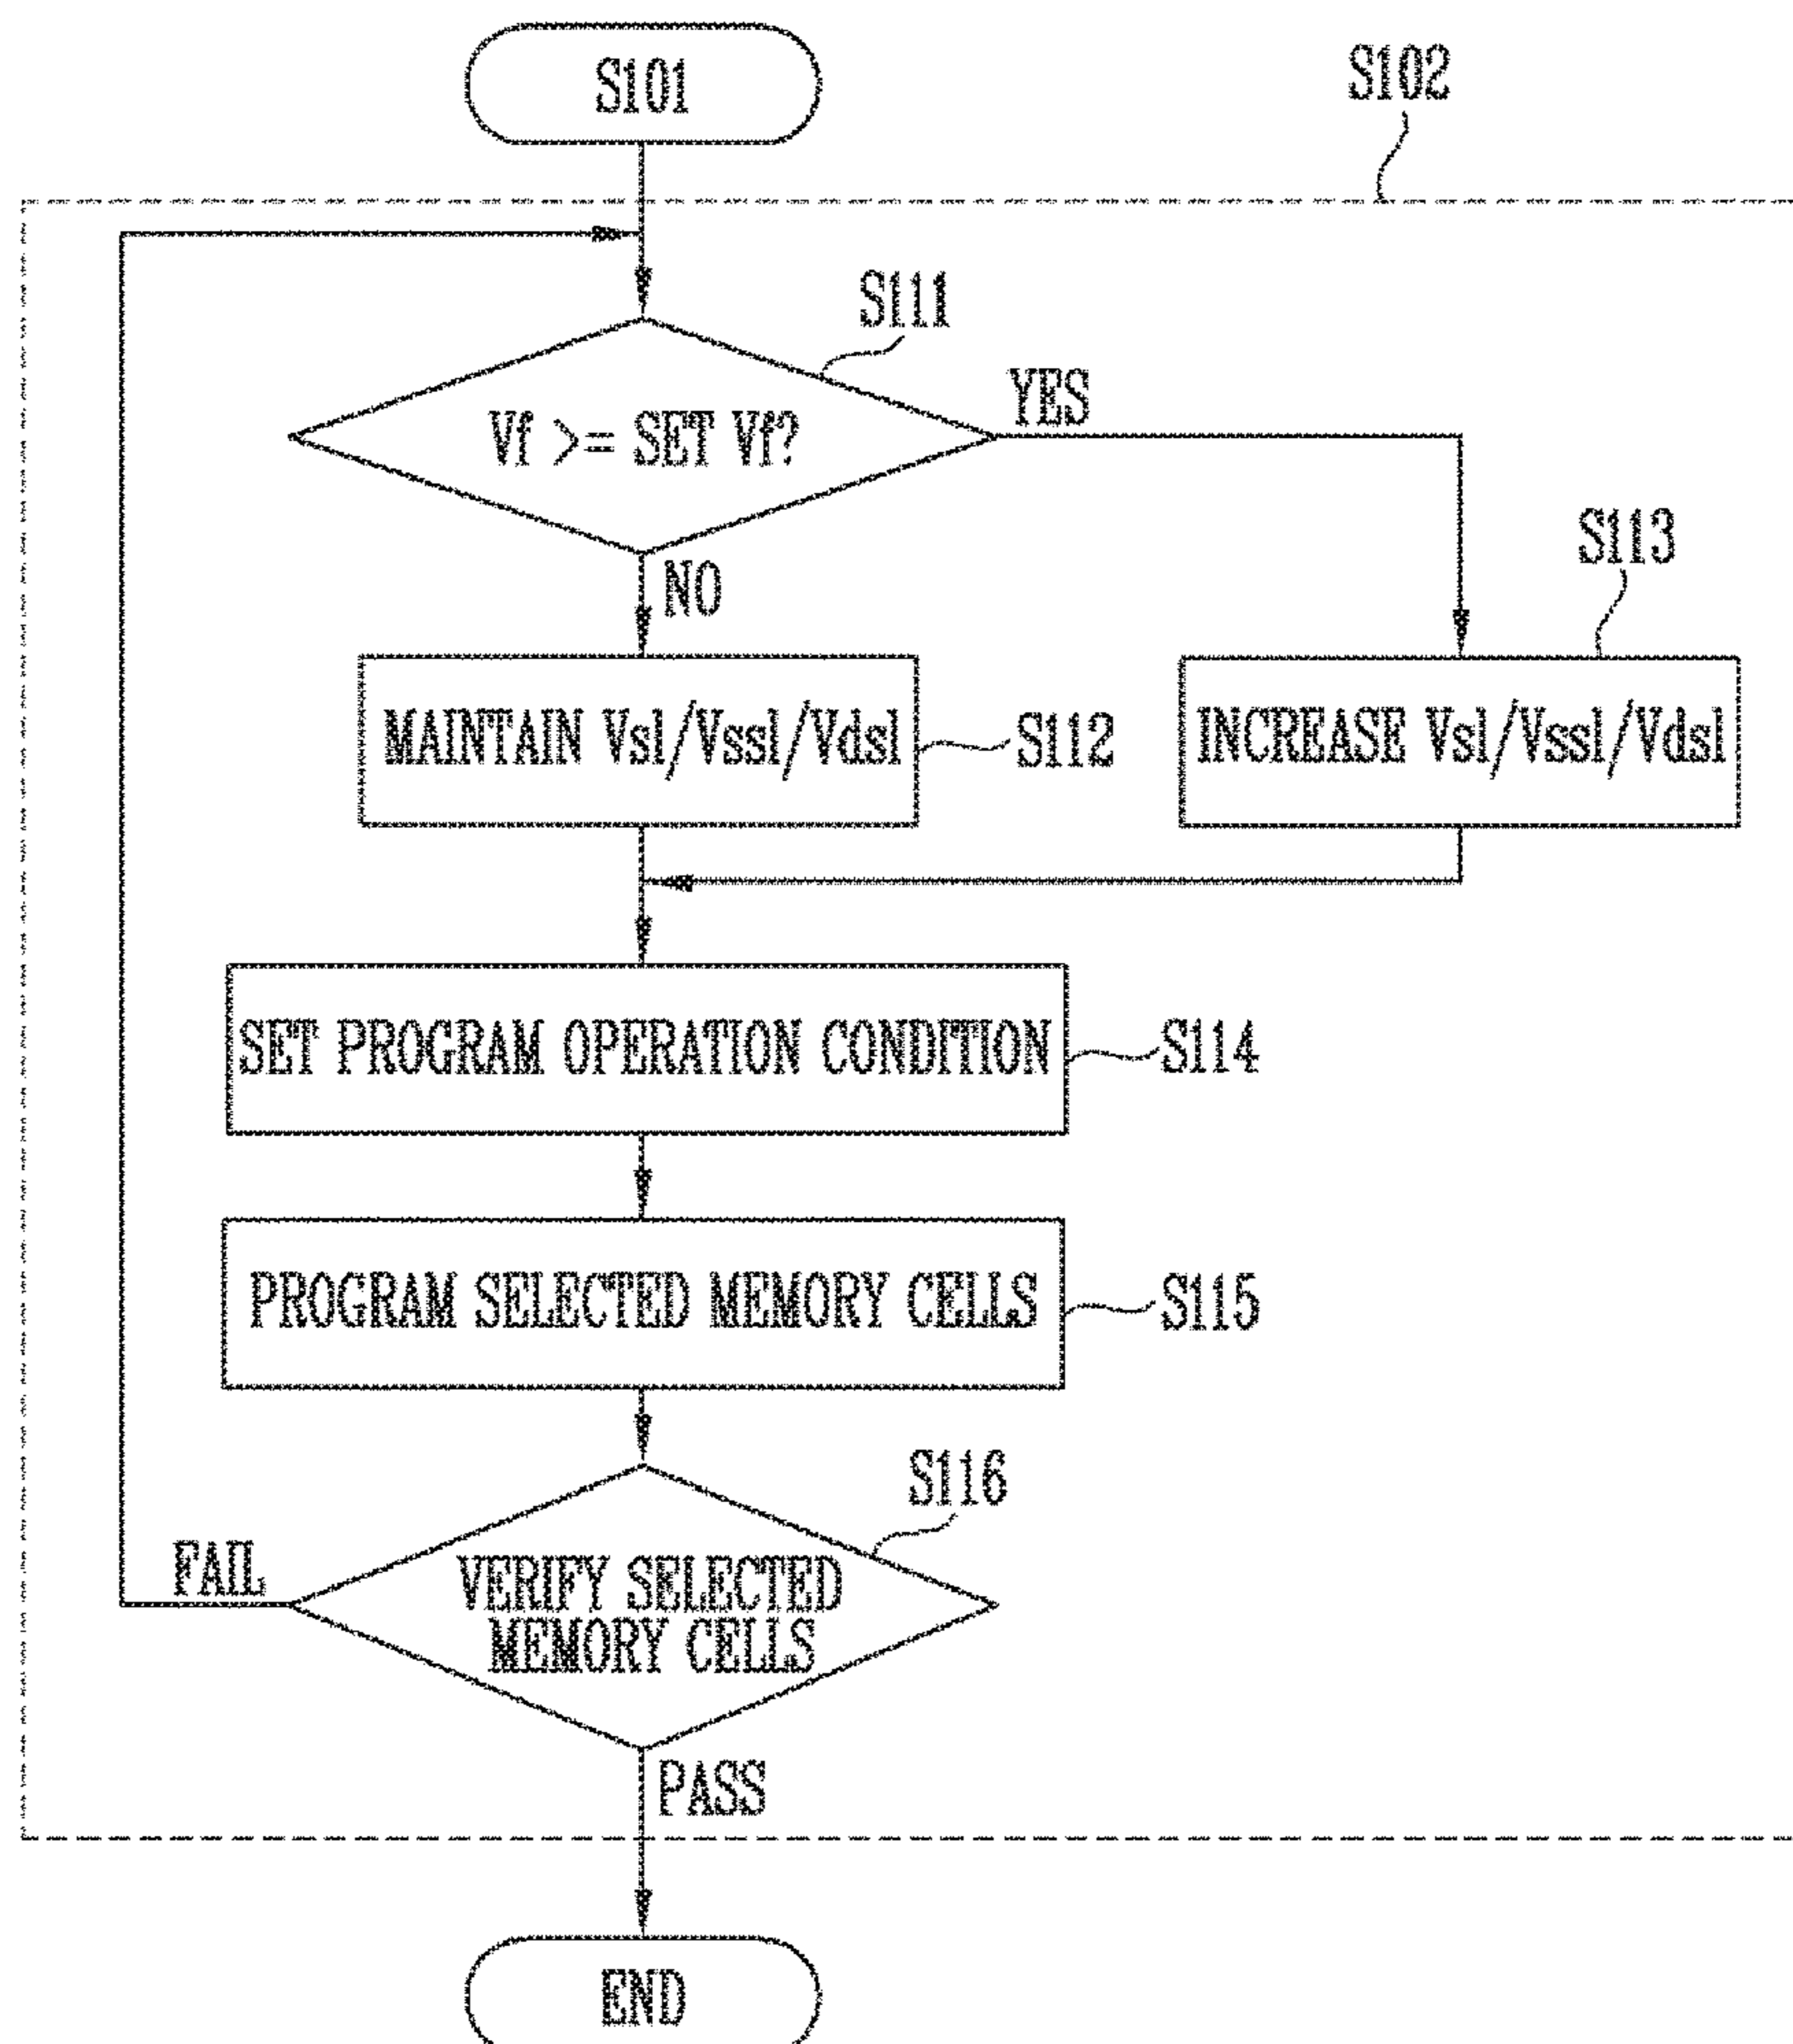 S101
S102
S111
Vf >= SET Vf?
YES
NO
S113
MAINTAIN Vsl/Vssl/Vdsl
S112
INCREASE Vsl/Vssl/Vdsl
SET PROGRAM OPERATION CONDITION
S114
PROGRAM SELECTED MEMORY CELLS
S115
S116
FAIL
VERIFY SELECTED
MEMORY CELLS
PASS
END